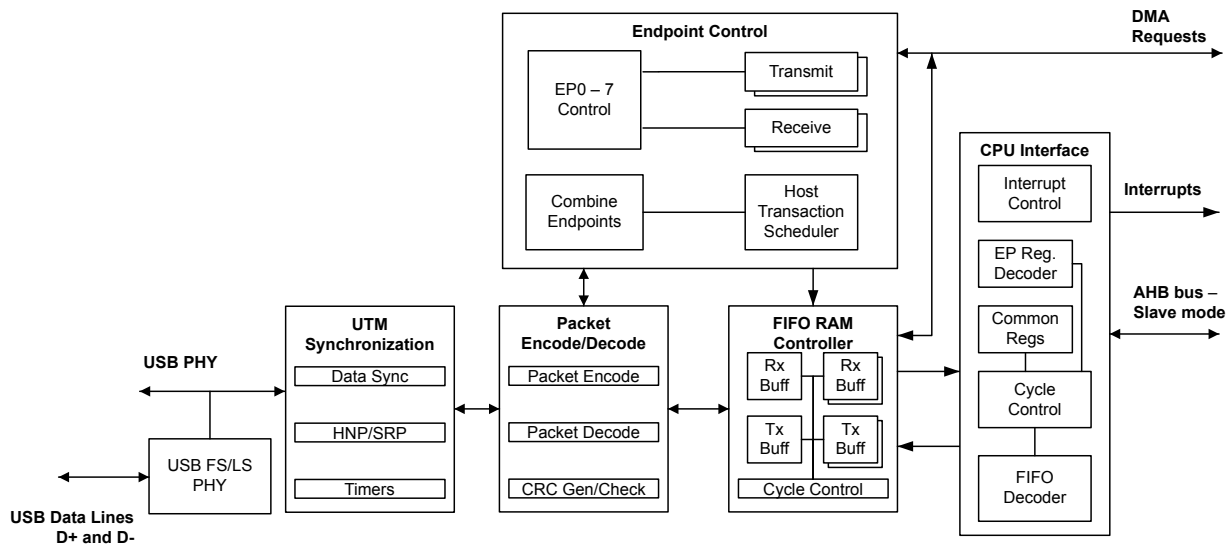 Endpoint Control
EP0 – 7
Control
Transmit
Receive
Combine
Endpoints
Host
Transaction
Scheduler
DMA
Requests
CPU Interface
Interrupt
Control
EP Reg.
Decoder
Common
Regs
Cycle
Control
FIFO
Decoder
Interrupts
AHB bus –
Slave mode
UTM
Synchronization
Data Sync
HNP/SRP
Timers
Packet
Encode/Decode
Packet Encode
Packet Decode
CRC Gen/Check
FIFO RAM
Controller
Rx
Buff
Rx
Buff
Tx
Buff
Tx
Buff
Cycle Control
USB PHY
USB FS/LS
PHY
USB Data Lines
D+ and D-